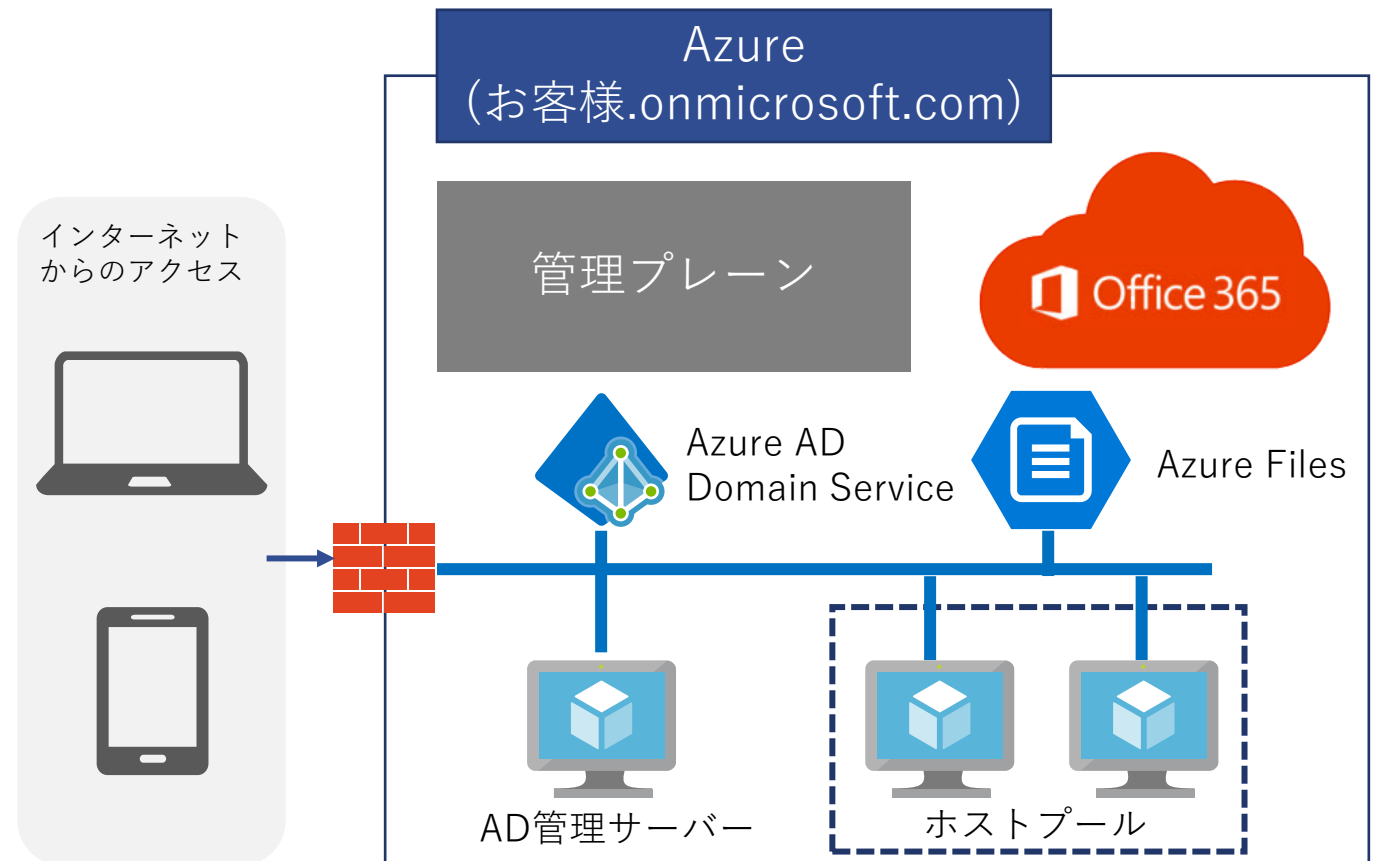 Azure
(お客様.onmicrosoft.com)
インターネット
からのアクセス
管理プレーン
Office 365
Azure AD
Domain Service
Azure Files
AD管理サーバー
ホストプール